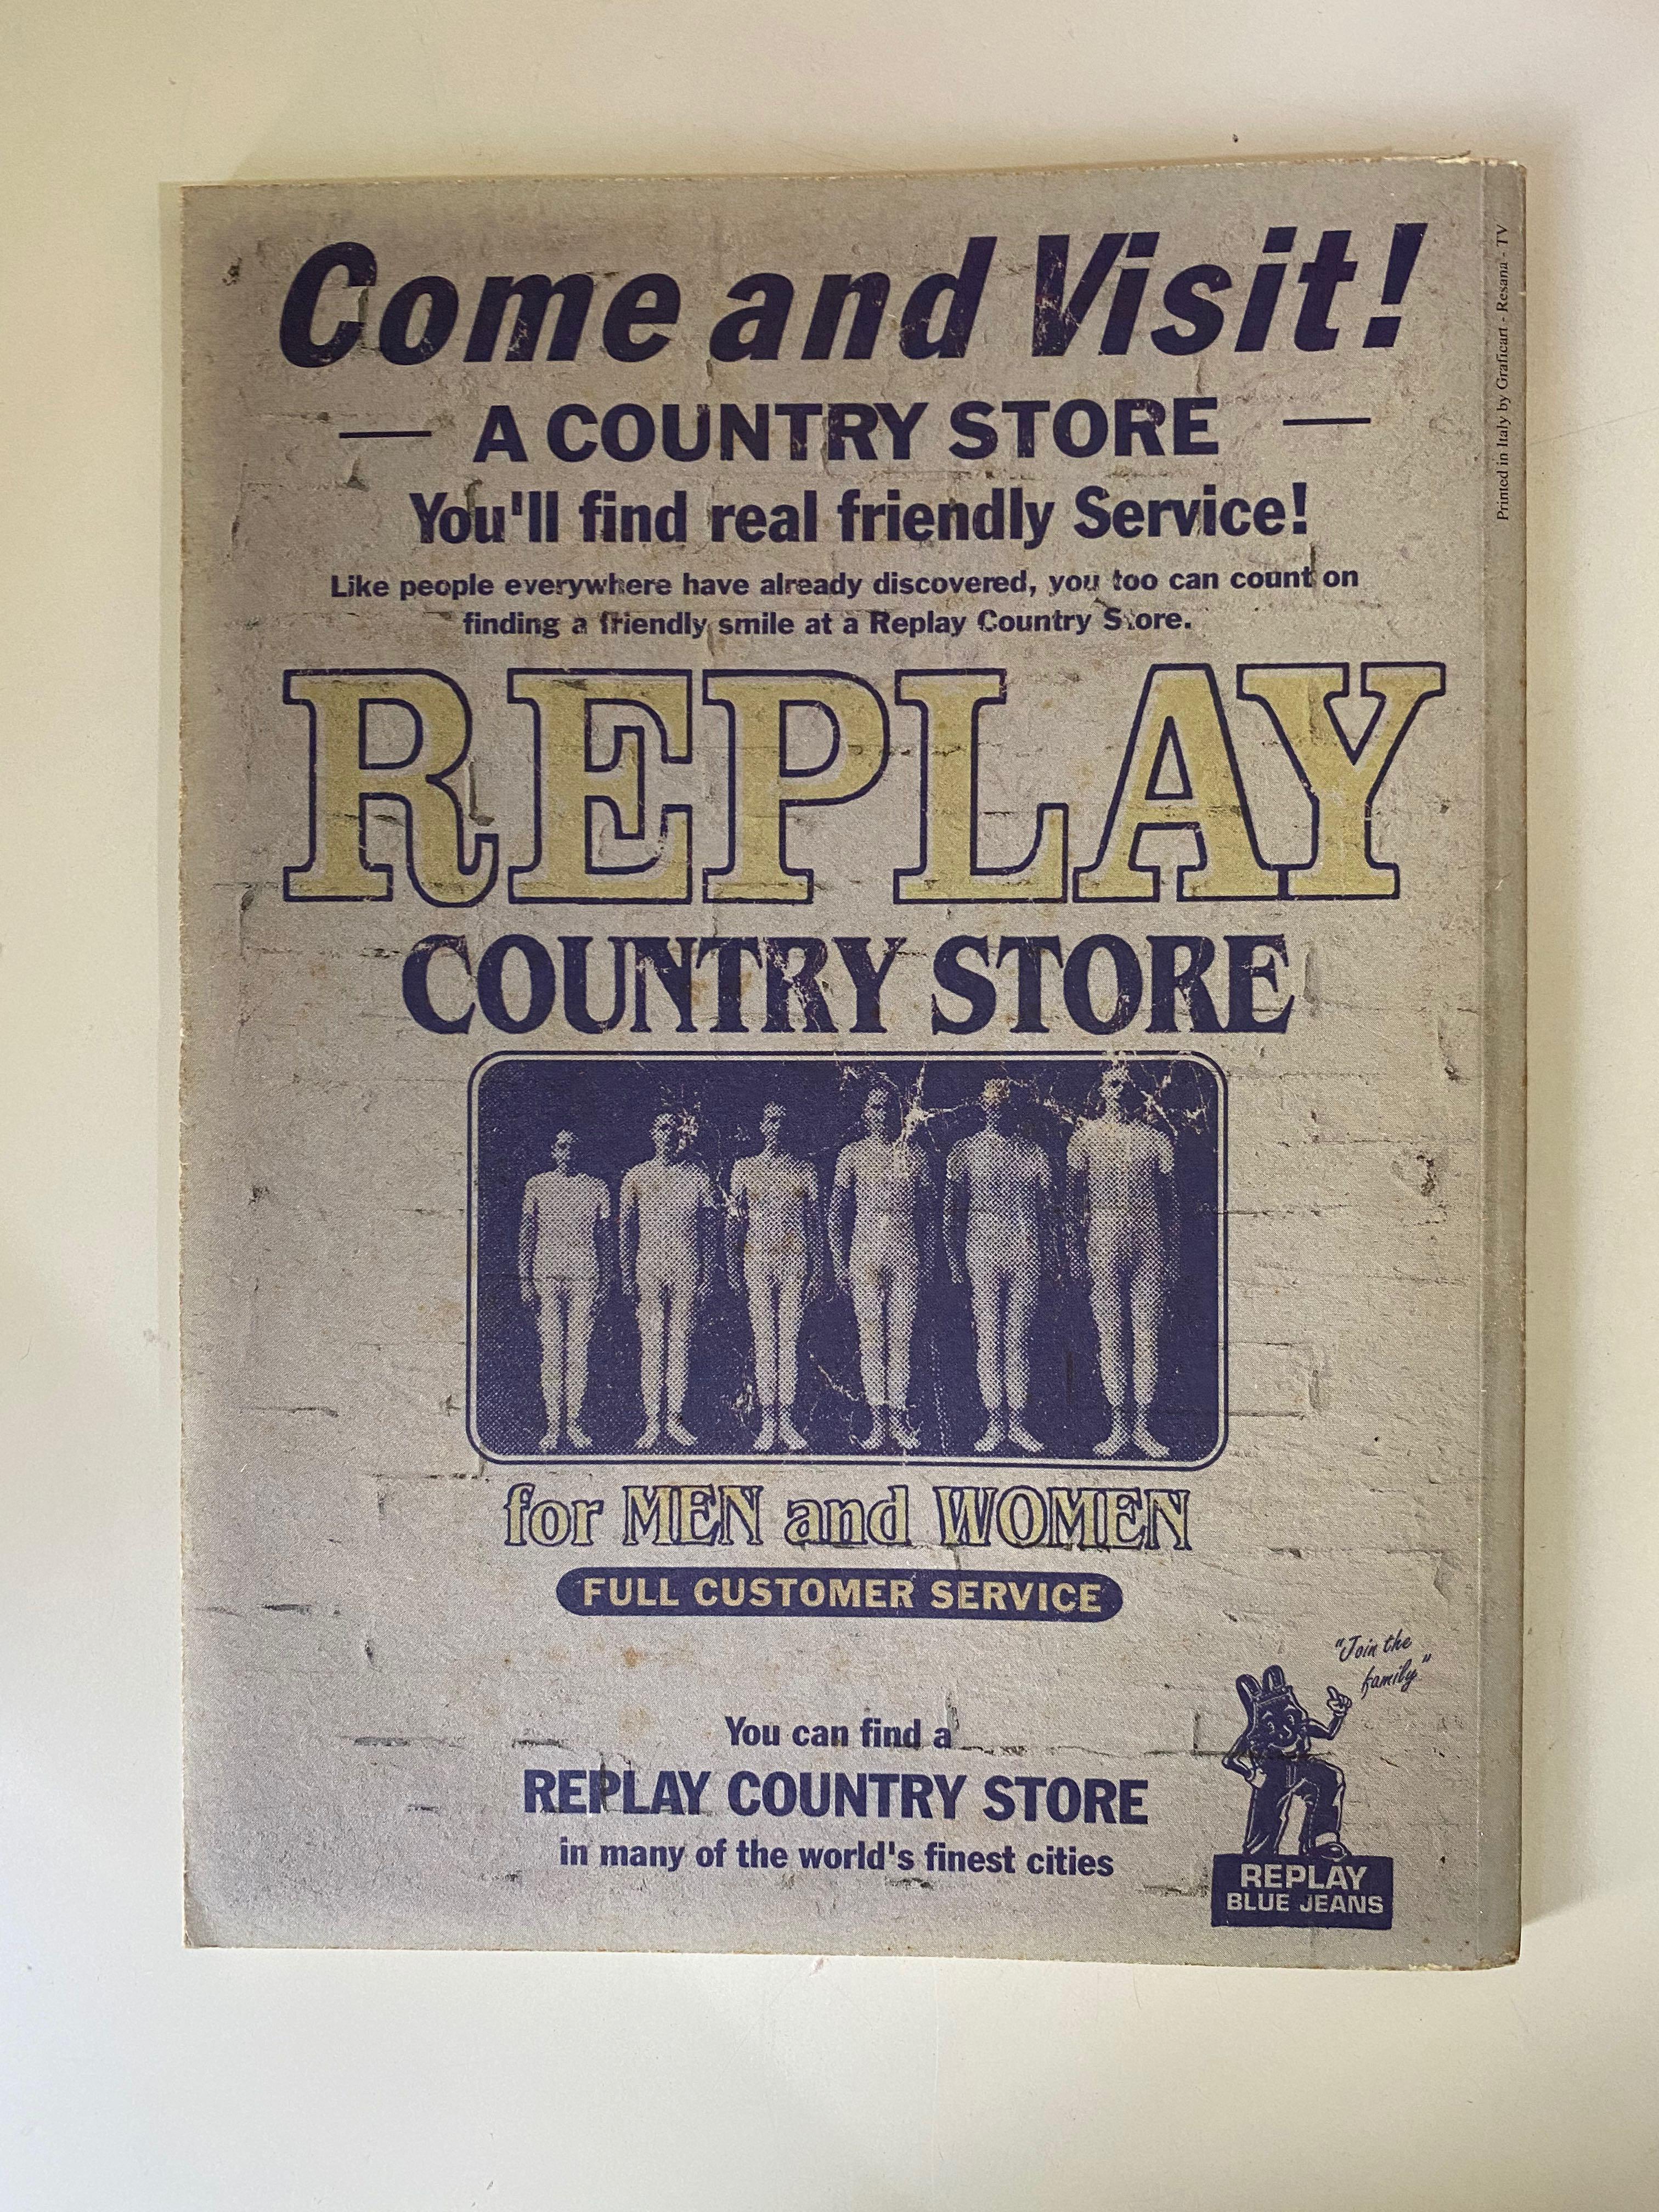 Come and Visit!
A COUNTRY STORE
You'll find real friendly Service!
Like people everywhere have already discovered, you too can count on
finding a friendly smile at a Replay Country Store.
REPLAY
COUNTRY STORE
for MEN and WOMEN
FULL CUSTOMER SERVICE
"Join the
family"
You can find a
REPLAY COUNTRY STORE
in many of the world's finest cities
REPLAY
BLUE JEANS
Printed in Italy by Graficart - Resana - TV